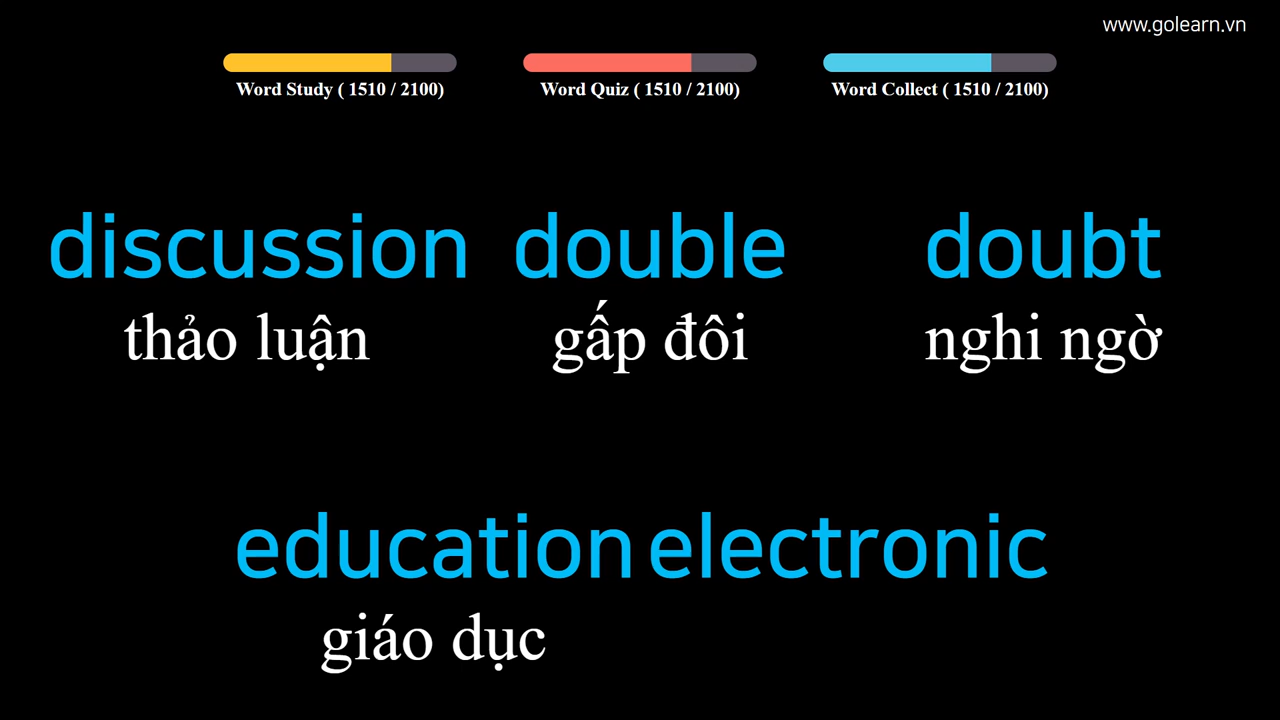 www.golearn.vn
Word Study ( 1510 / 2100) Word Quiz ( 1510 / 2100) Word Collect ( 1510 / 2100)
discussion double doubt
thảo luận gấp đôi nghi ngờ
education electronic
giáo dục